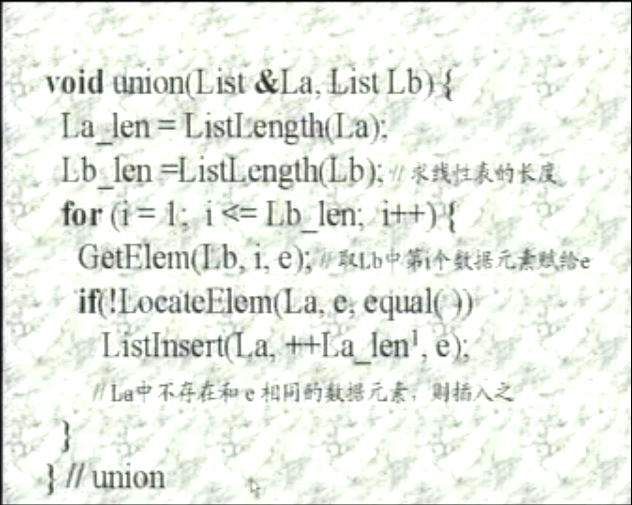 void union(List &La, List Lb) {
La_len = ListLength(La);
Lb_len =ListLength(Lb); // 求线性表的长度
for (i = 1; i <= Lb_len; i++) {
GetElem(Lb, i, e); // 取Lb中第i个数据元素赋给e
if(!LocateElem(La, e, equal( ))
ListInsert(La, ++La_len¹, e);
// La中不存在和 e 相同的数据元素，则插入之
}
} // union